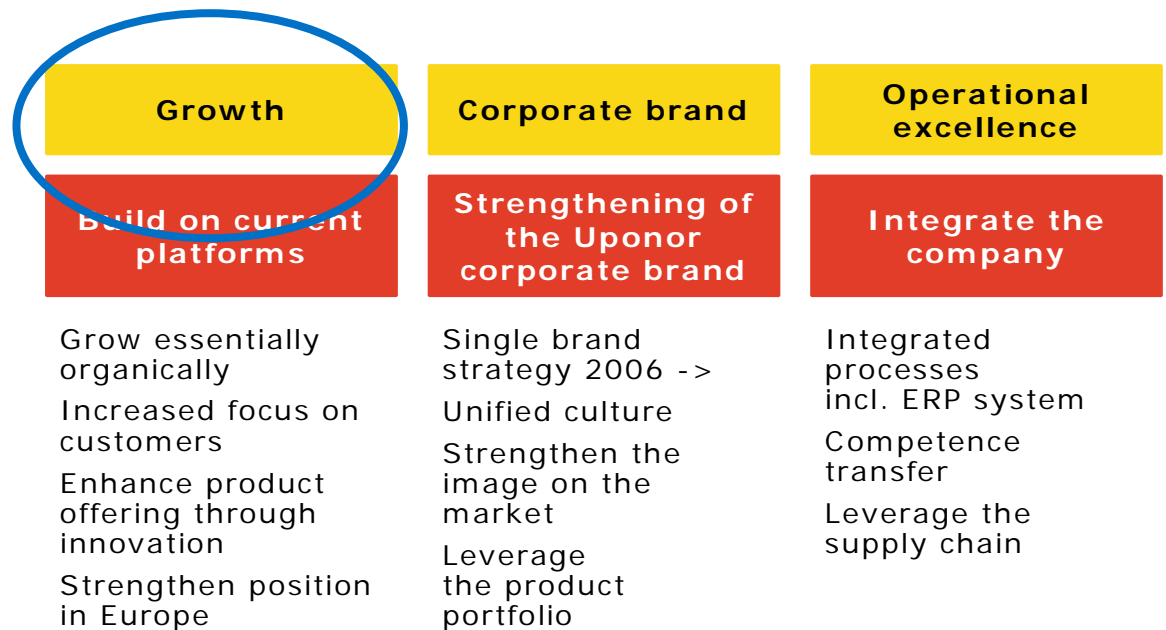 Growth
Build on current
platforms
Grow essentially
organically
Increased focus on
customers
Enhance product
offering through
innovation
Strengthen position
in Europe
Corporate brand
Strengthening of
the Uponor
corporate brand
Single brand
strategy 2006 ->
Unified culture
Strengthen the
image on the
market
Leverage
the product
portfolio
Operational
excellence
Integrate the
company
Integrated
processes
incl. ERP system
Competence
transfer
Leverage the
supply chain